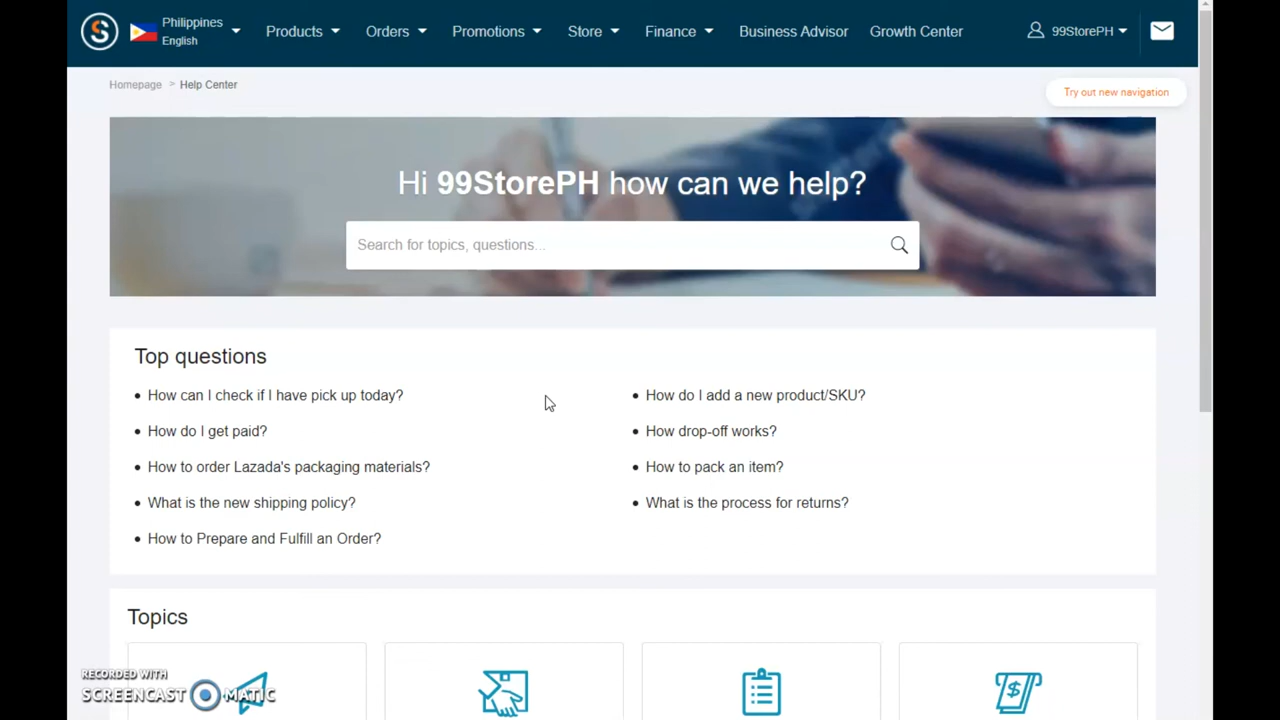 Philippines
English
Products
Orders
Promotions
Store
Finance
Business Advisor
Growth Center
99StorePH
Homepage > Help Center
Try out new navigation
Hi 99StorePH how can we help?
Search for topics, questions...
Top questions
How can I check if I have pick up today?
How do I add a new product/SKU?
How do I get paid?
How drop-off works?
How to order Lazada's packaging materials?
How to pack an item?
What is the new shipping policy?
What is the process for returns?
How to Prepare and Fulfill an Order?
Topics
RECORDED WITH
SCREENCAST MATIC